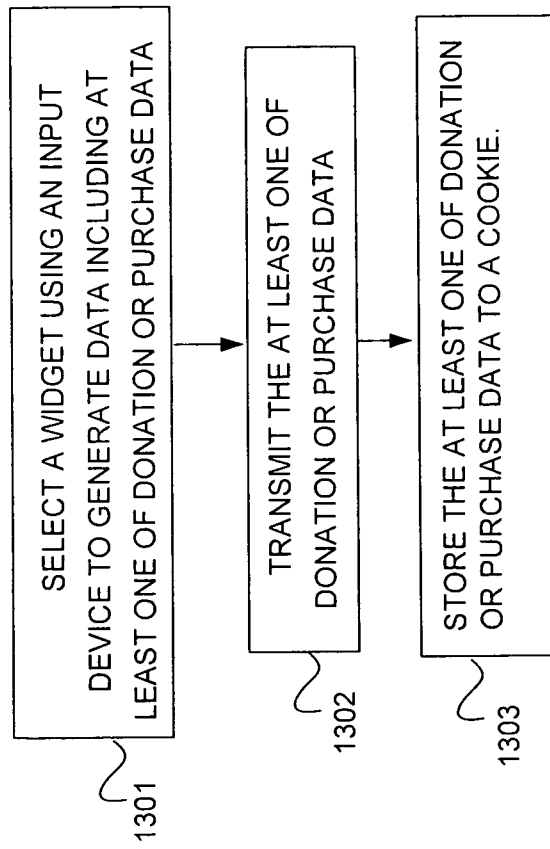 SELECT A WIDGET USING AN INPUT
DEVICE TO GENERATE DATA INCLUDING AT
LEAST ONE OF DONATION OR PURCHASE DATA
1301
TRANSMIT THE AT LEAST ONE OF
DONATION OR PURCHASE DATA
1302
STORE THE AT LEAST ONE OF DONATION
OR PURCHASE DATA TO A COOKIE.
1303